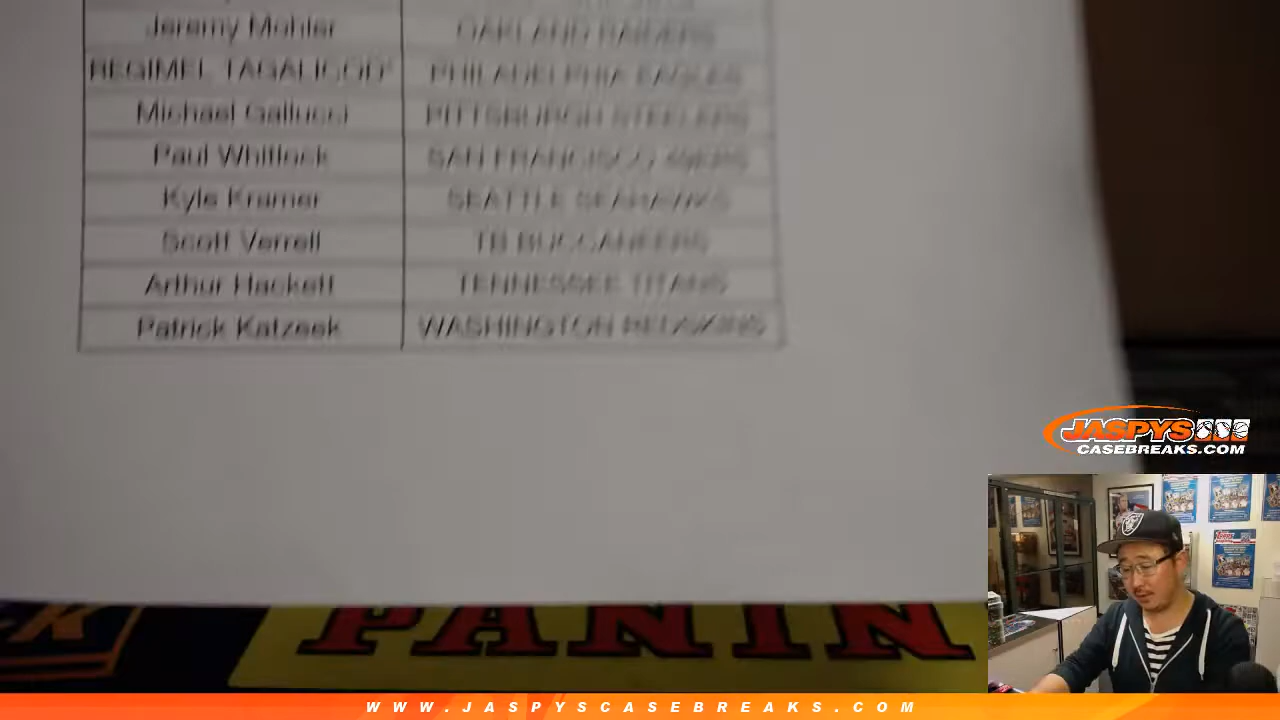 Jeremy Mohler OAKLAND RAIDERS
REGIMEL TAGALICOD PHILADELPHIA EAGLES
Michael Gallucci PITTSBURGH STEELERS
Paul Whitlock SAN FRANCISCO 49ERS
Kyle Kramer SEATTLE SEAHAWKS
Scott Verrell TB BUCCANEERS
Arthur Hackett TENNESSEE TITANS
Patrick Katzeek WASHINGTON REDSKINS
JASPYS
CASEBREAKS.COM
PANIN
WWW.JASPYSCASEBREAKS.COM